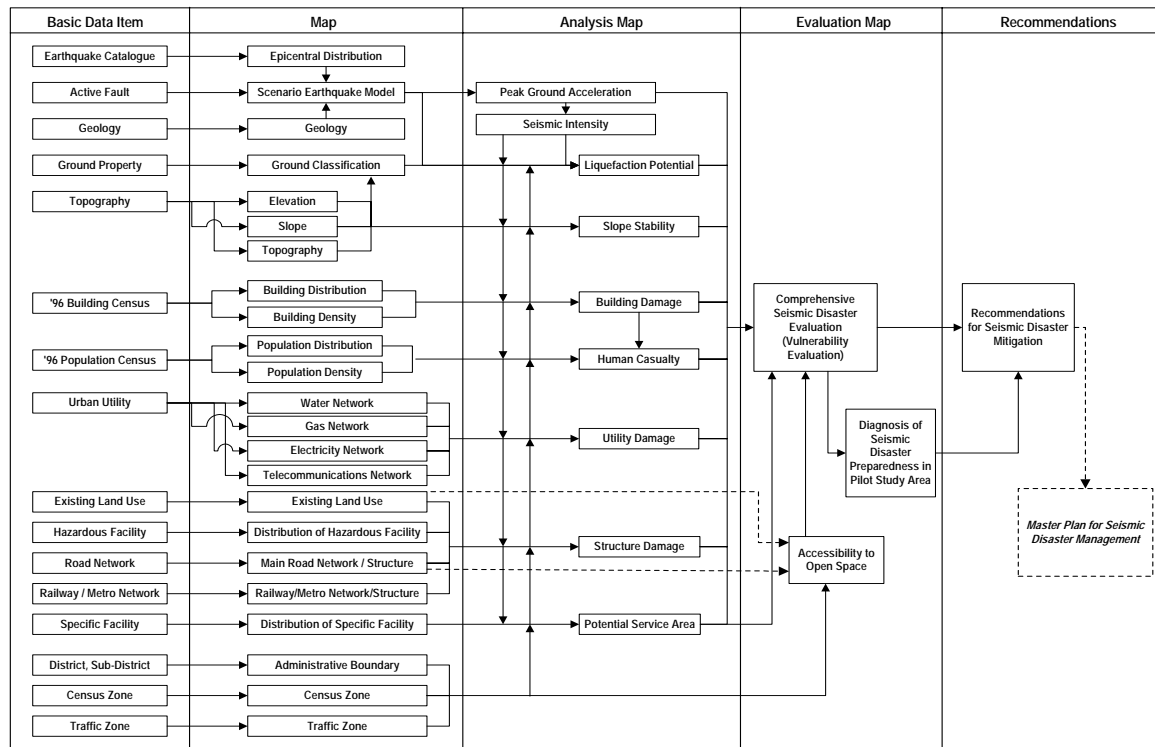 Basic Data Item
Map
Analysis Map
Evaluation Map
Recommendations
Earthquake Catalogue
Epicentral Distribution
Active Fault
Scenario Earthquake Model
Peak Ground Acceleration
Geology
Geology
Seismic Intensity
Ground Property
Ground Classification
Liquefaction Potential
Topography
Elevation
Slope
Slope Stability
Topography
'96 Building Census
Building Distribution
Building Density
Building Damage
Comprehensive
Seismic Disaster
Evaluation
(Vulnerability
Evaluation)
Recommendations
for Seismic Disaster
Mitigation
'96 Population Census
Population Distribution
Population Density
Human Casualty
Urban Utility
Water Network
Gas Network
Electricity Network
Telecommunications Network
Utility Damage
Diagnosis of
Seismic
Disaster
Preparedness in
Pilot Study Area
Existing Land Use
Existing Land Use
Hazardous Facility
Distribution of Hazardous Facility
Structure Damage
Accessibility to
Open Space
Master Plan for Seismic
Disaster Management
Road Network
Main Road Network / Structure
Railway / Metro Network
Railway/Metro Network/Structure
Specific Facility
Distribution of Specific Facility
Potential Service Area
District, Sub-District
Administrative Boundary
Census Zone
Census Zone
Traffic Zone
Traffic Zone